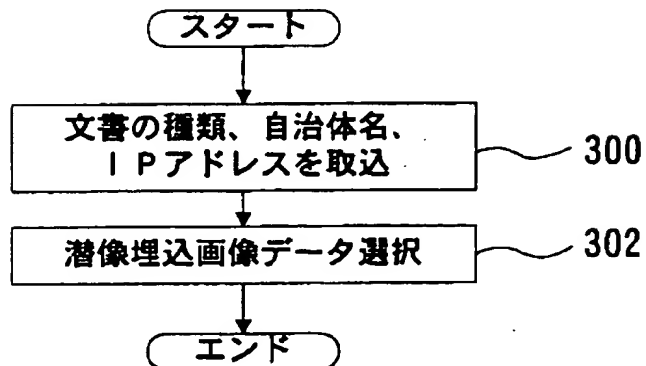 スタート
文書の種類、自治体名、
ＩＰアドレスを取込
300
潜像埋込画像データ選択
302
エンド